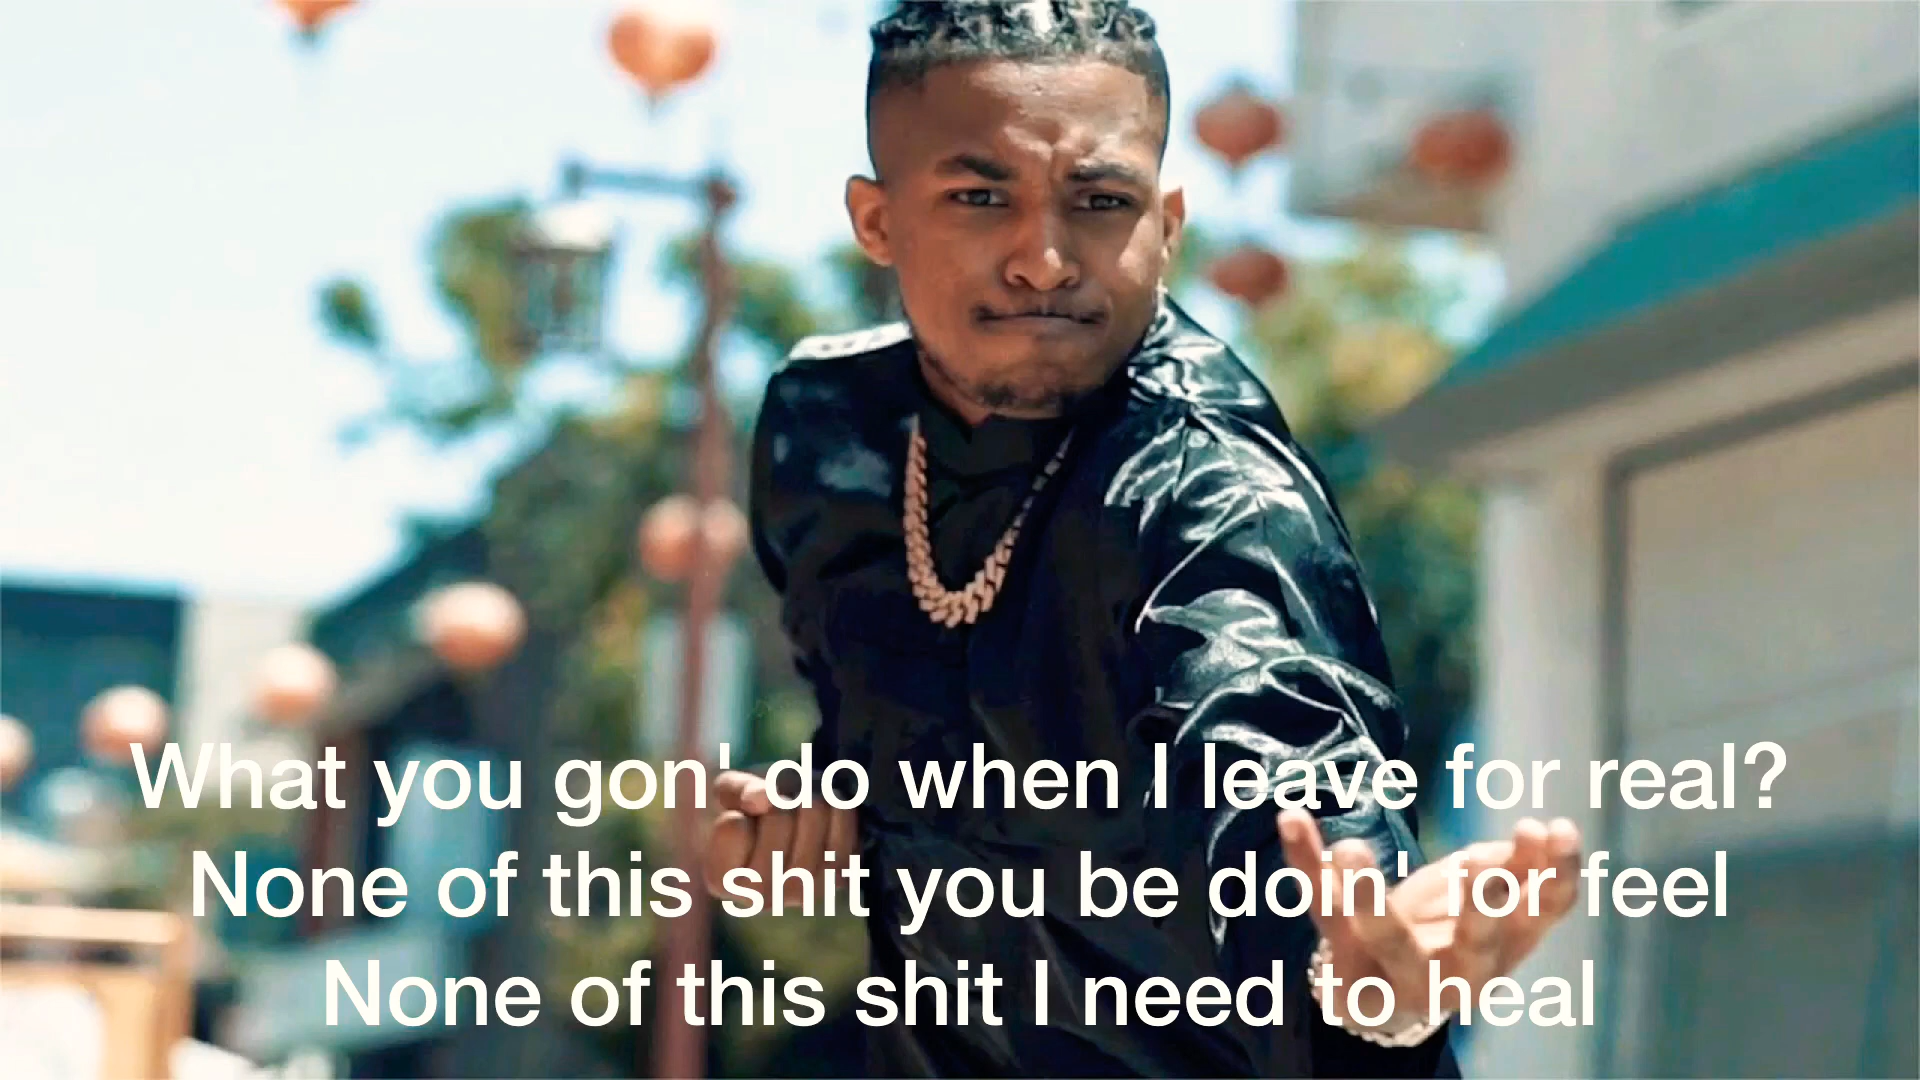 What you gon' do when I leave for real?
None of this shit you be doin' for feel
None of this shit I need to heal